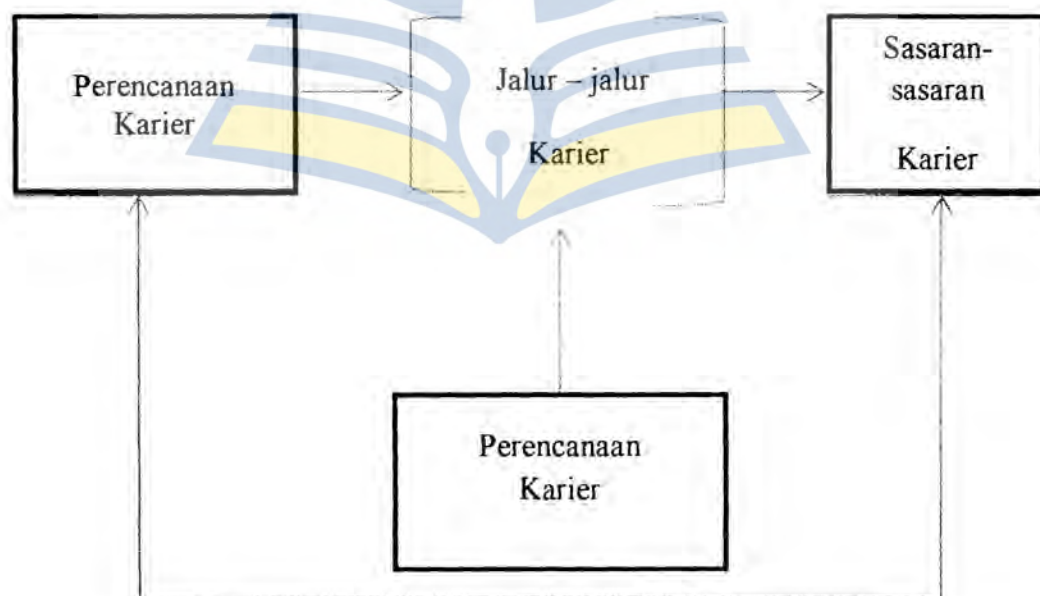 Perencanaan
Karier
Jalur – jalur
Karier
Sasaran-
sasaran
Karier
Perencanaan
Karier